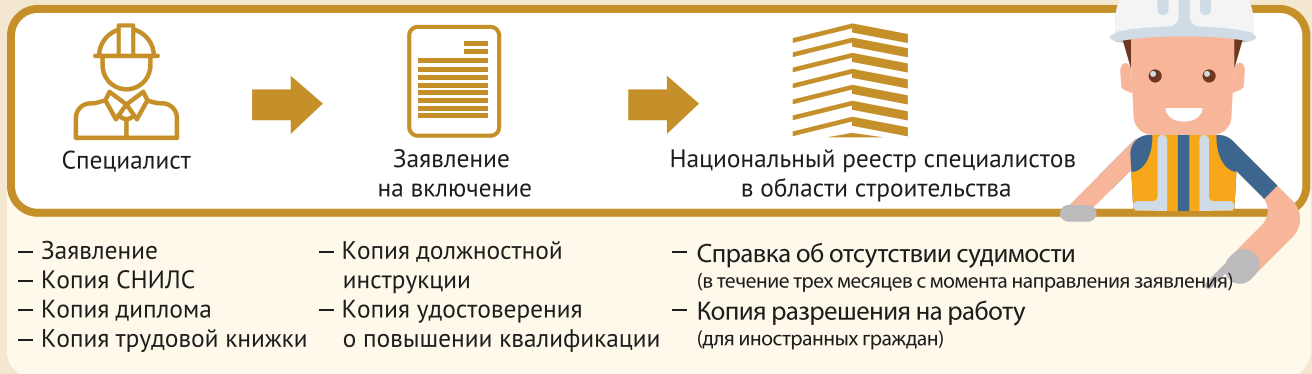 Специалист
Заявление
на включение
Национальный реестр специалистов
в области строительства
— Заявление
— Копия СНИЛС
— Копия диплома
— Копия трудовой книжки
— Копия должностной
инструкции
— Копия удостоверения
о повышении квалификации
— Справка об отсутствии судимости
(в течение трех месяцев с момента направления заявления)
— Копия разрешения на работу
(для иностранных граждан)